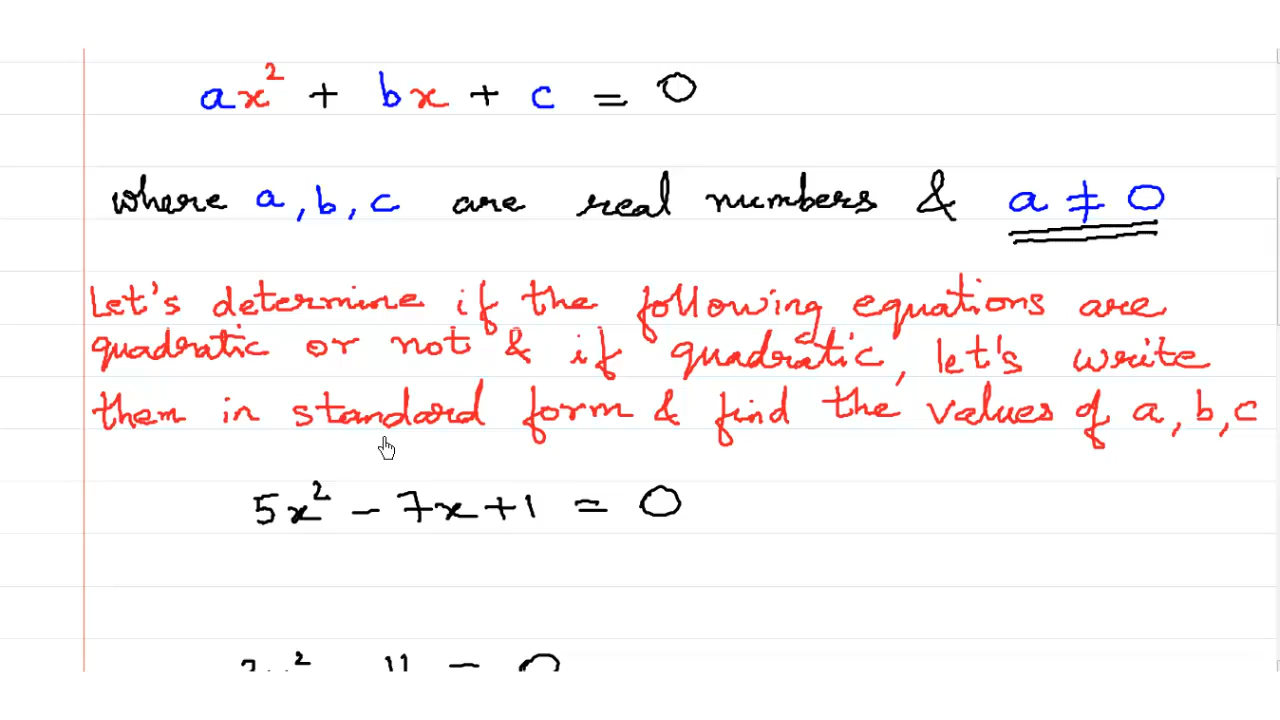 ax² + bx + c = 0
where a, b, c are real numbers & a ≠ 0
Let's determine if the following equations are
quadratic or not & if quadratic, let's write
them in standard form & find the values of a, b, c
5x² - 7x + 1 = 0